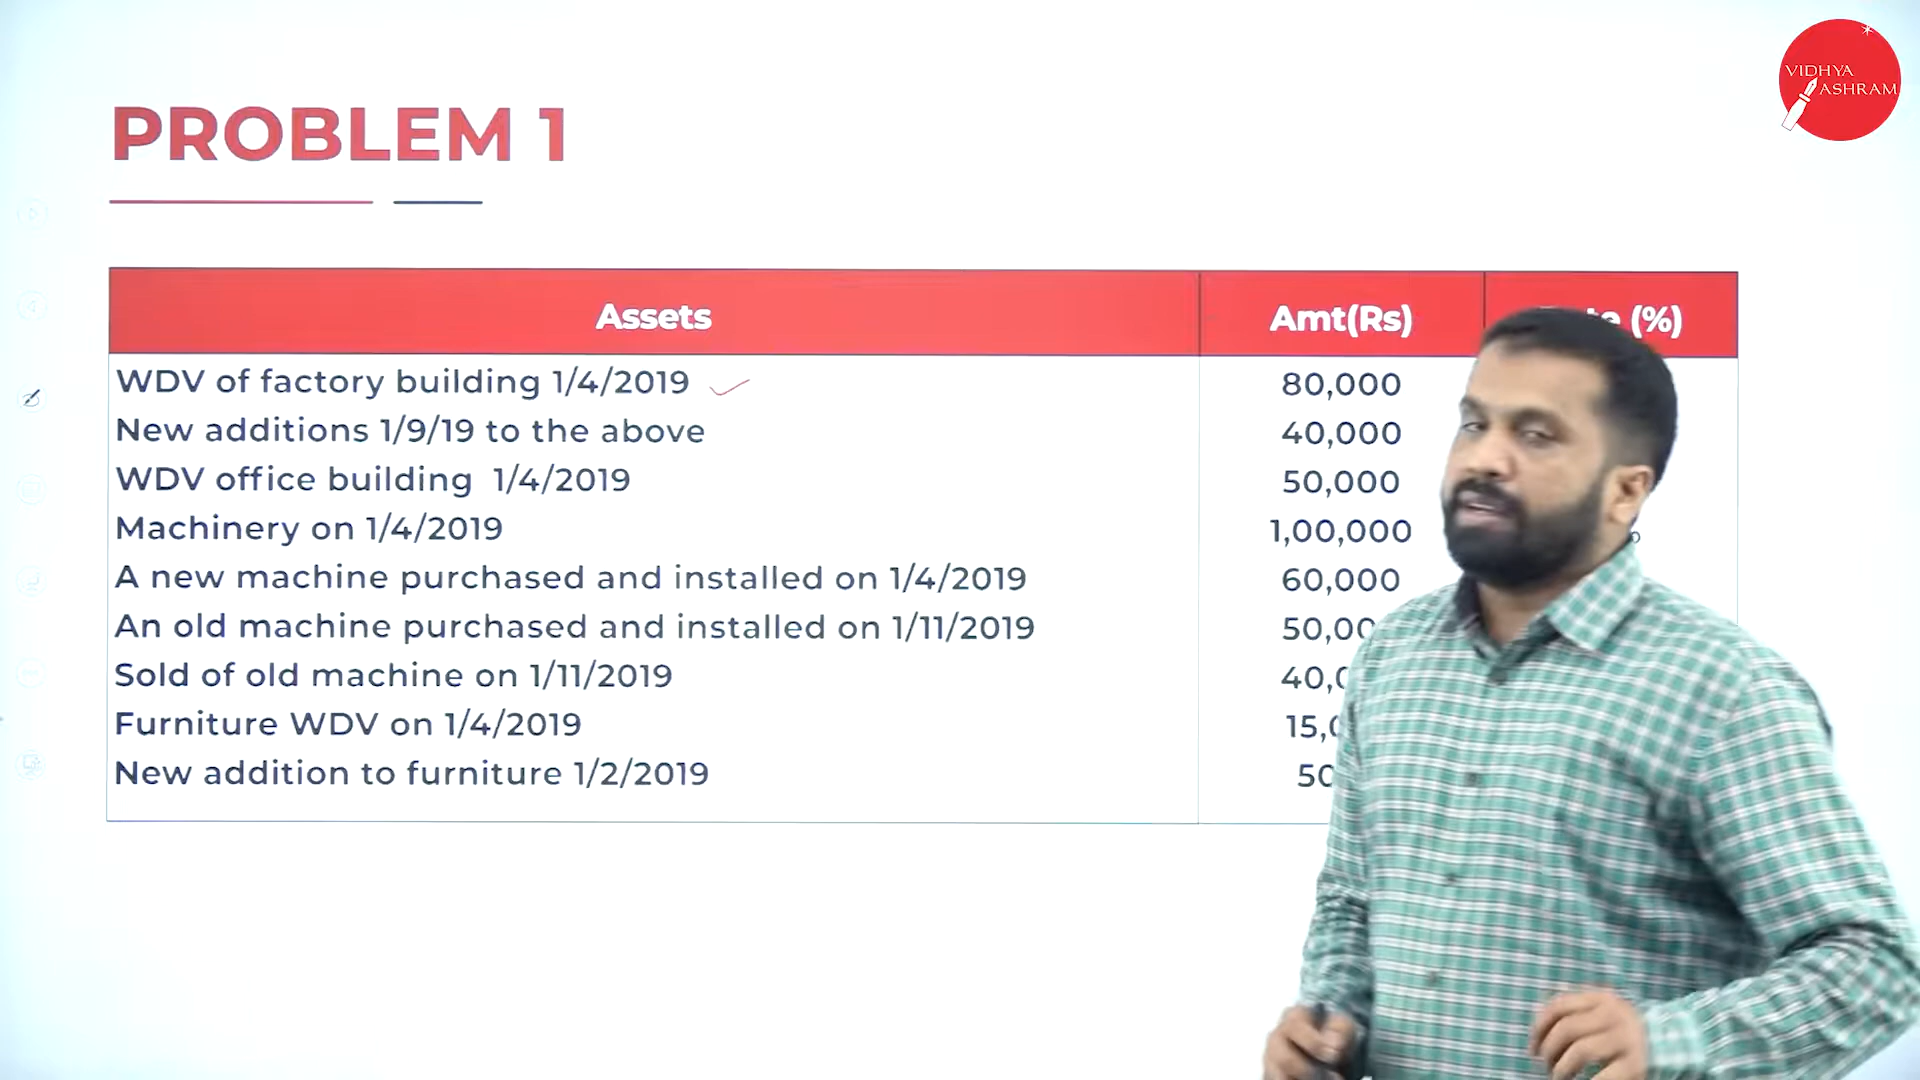 VIDHYA
ASHRAM
PROBLEM 1
Assets Amt(Rs) (%)
WDV of factory building 1/4/2019 80,000
New additions 1/9/19 to the above 40,000
WDV office building 1/4/2019 50,000
Machinery on 1/4/2019 1,00,000
A new machine purchased and installed on 1/4/2019 60,000
An old machine purchased and installed on 1/11/2019
Sold of old machine on 1/11/2019
Furniture WDV on 1/4/2019
New addition to furniture 1/2/2019